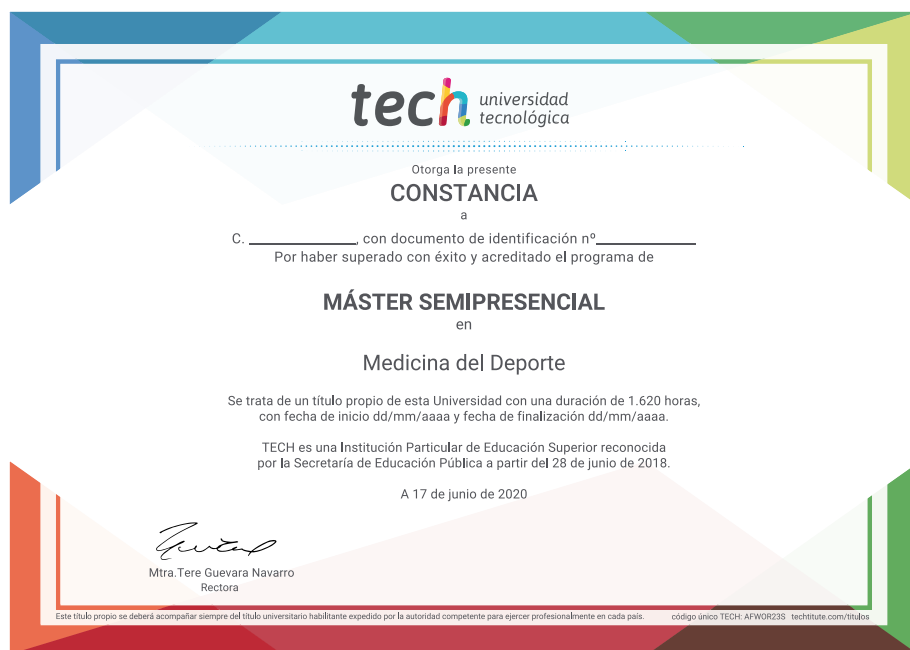 tech universidad
tecnológica
Otorga la presente
CONSTANCIA
a
C. ____________, con documento de identificación nº____________
Por haber superado con éxito y acreditado el programa de
MÁSTER SEMIPRESENCIAL
en
Medicina del Deporte
Se trata de un título propio de esta Universidad con una duración de 1.620 horas,
con fecha de inicio dd/mm/aaaa y fecha de finalización dd/mm/aaaa.
TECH es una Institución Particular de Educación Superior reconocida
por la Secretaría de Educación Pública a partir del 28 de junio de 2018.
A 17 de junio de 2020
Mtra.Tere Guevara Navarro
Rectora
Este título propio se deberá acompañar siempre del título universitario habilitante expedido por la autoridad competente para ejercer profesionalmente en cada país. código único TECH: AFWOR23S techtitute.com/titulos